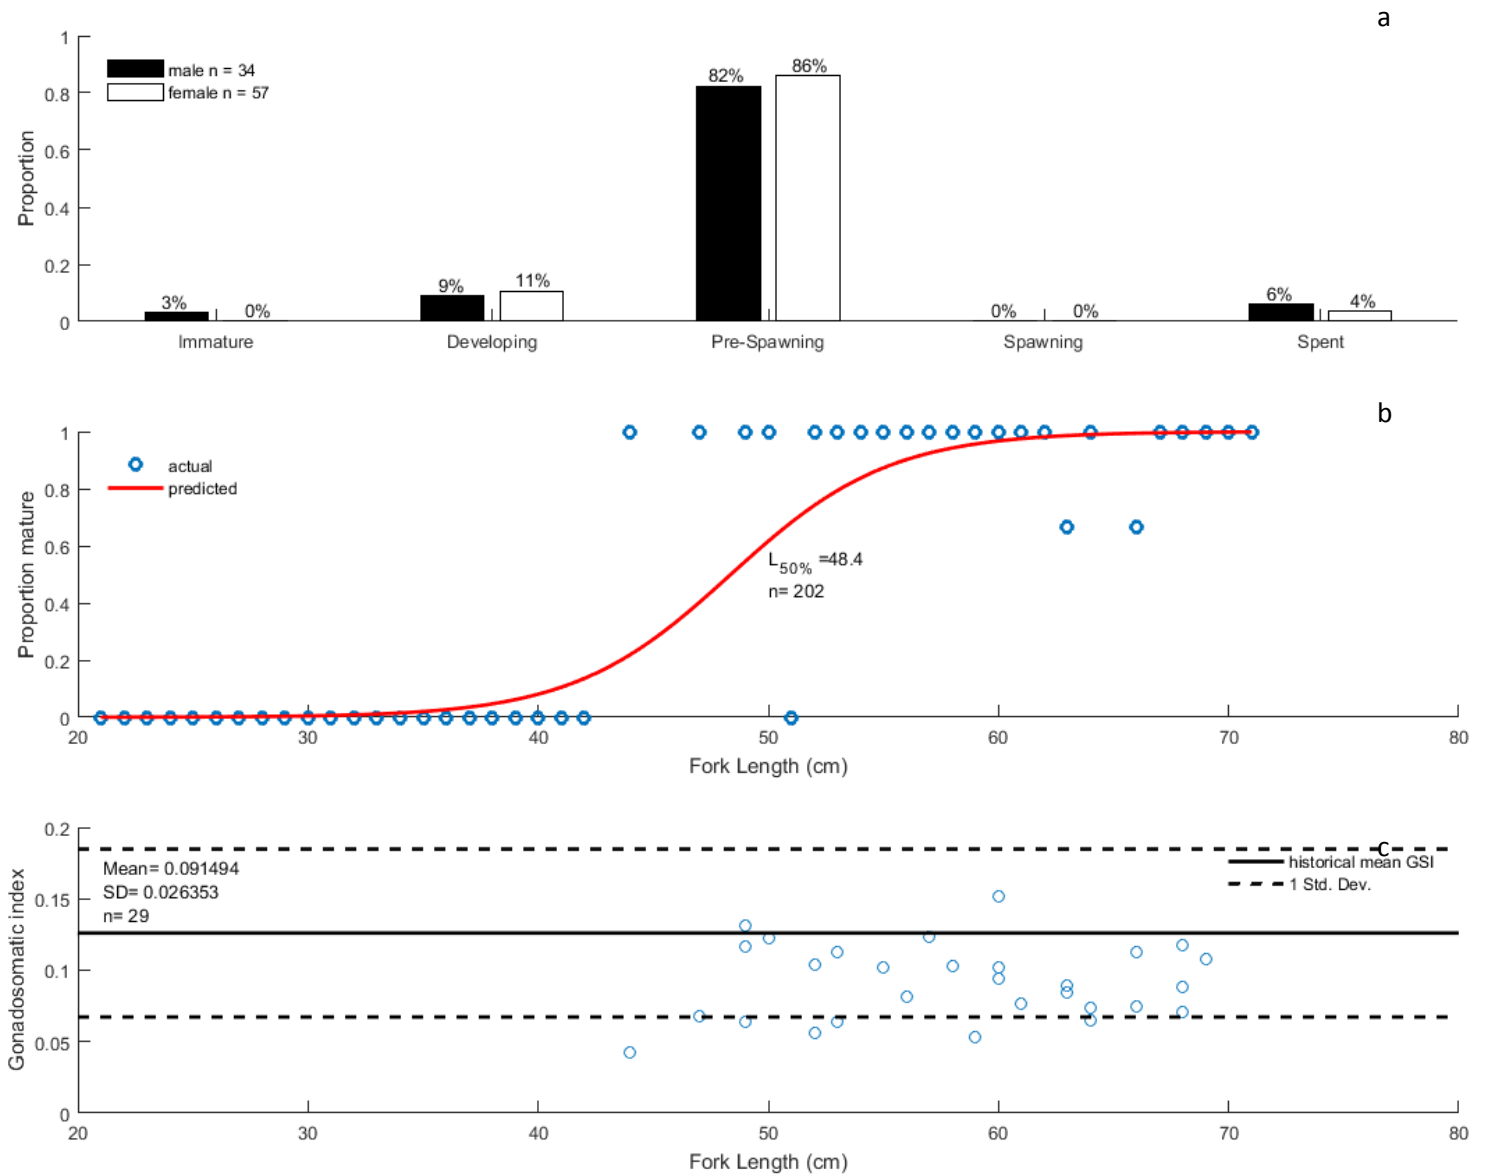 a
1
0.8
0.6
0.4
0.2
0
Proportion
male n = 34
female n = 57
3%
0%
9%
11%
82%
86%
0%
0%
6%
4%
Immature
Developing
Pre-Spawning
Spawning
Spent
b
1
0.8
0.6
0.4
0.2
0
Proportion mature
actual
predicted
L50% =48.4
n= 202
20
30
40
50
60
70
80
Fork Length (cm)
c
0.2
0.15
0.1
0.05
0
Gonadosomatic index
Mean= 0.091494
SD= 0.026353
n= 29
historical mean GSI
1 Std. Dev.
20
30
40
50
60
70
80
Fork Length (cm)